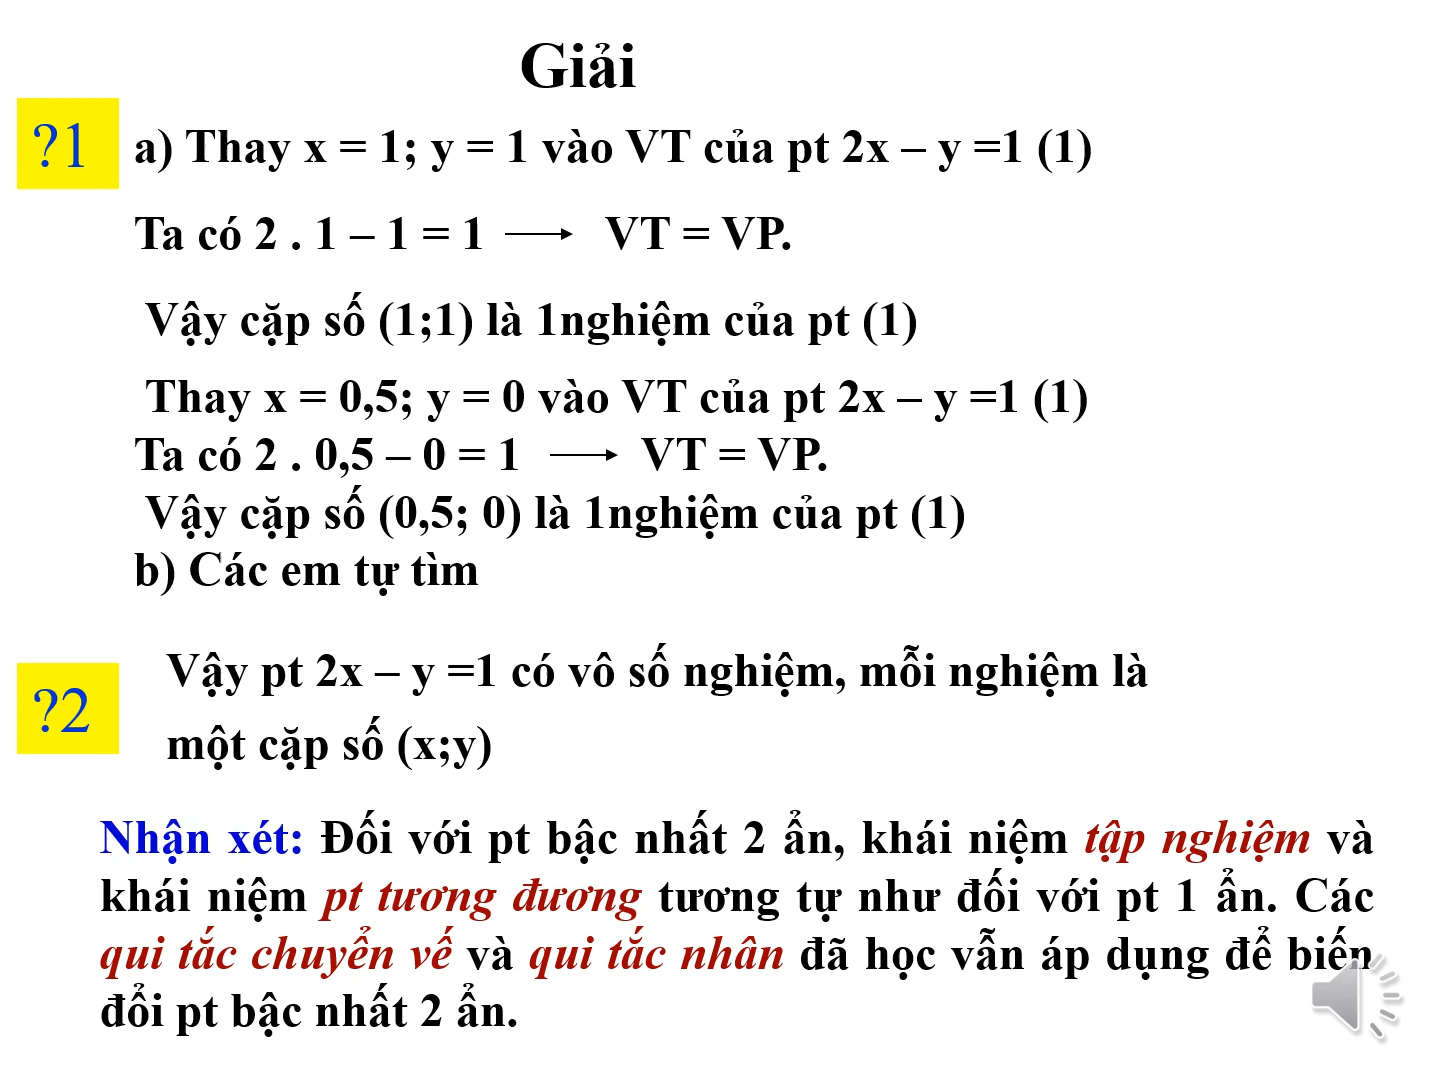 Giải
?1
a) Thay x = 1; y = 1 vào VT của pt 2x – y =1 (1)
Ta có 2 . 1 – 1 = 1 ⟶ VT = VP.
Vậy cặp số (1;1) là 1nghiệm của pt (1)
Thay x = 0,5; y = 0 vào VT của pt 2x – y =1 (1)
Ta có 2 . 0,5 – 0 = 1 ⟶ VT = VP.
Vậy cặp số (0,5; 0) là 1nghiệm của pt (1)
b) Các em tự tìm
?2
Vậy pt 2x – y =1 có vô số nghiệm, mỗi nghiệm là
một cặp số (x;y)
Nhận xét: Đối với pt bậc nhất 2 ẩn, khái niệm tập nghiệm và
khái niệm pt tương đương tương tự như đối với pt 1 ẩn. Các
qui tắc chuyển vế và qui tắc nhân đã học vẫn áp dụng để biến
đổi pt bậc nhất 2 ẩn.